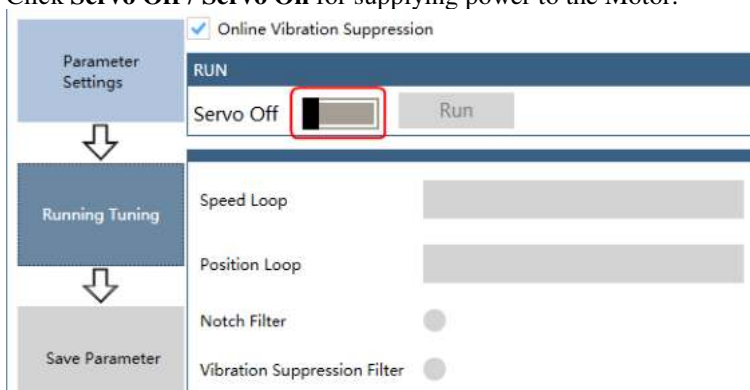 Click Servo Off / Servo On for supplying power to the Motor.
Online Vibration Suppression
Parameter
Settings
RUN
Servo Off
Run
Running Tuning
Speed Loop
Position Loop
Notch Filter
Save Parameter
Vibration Suppression Filter